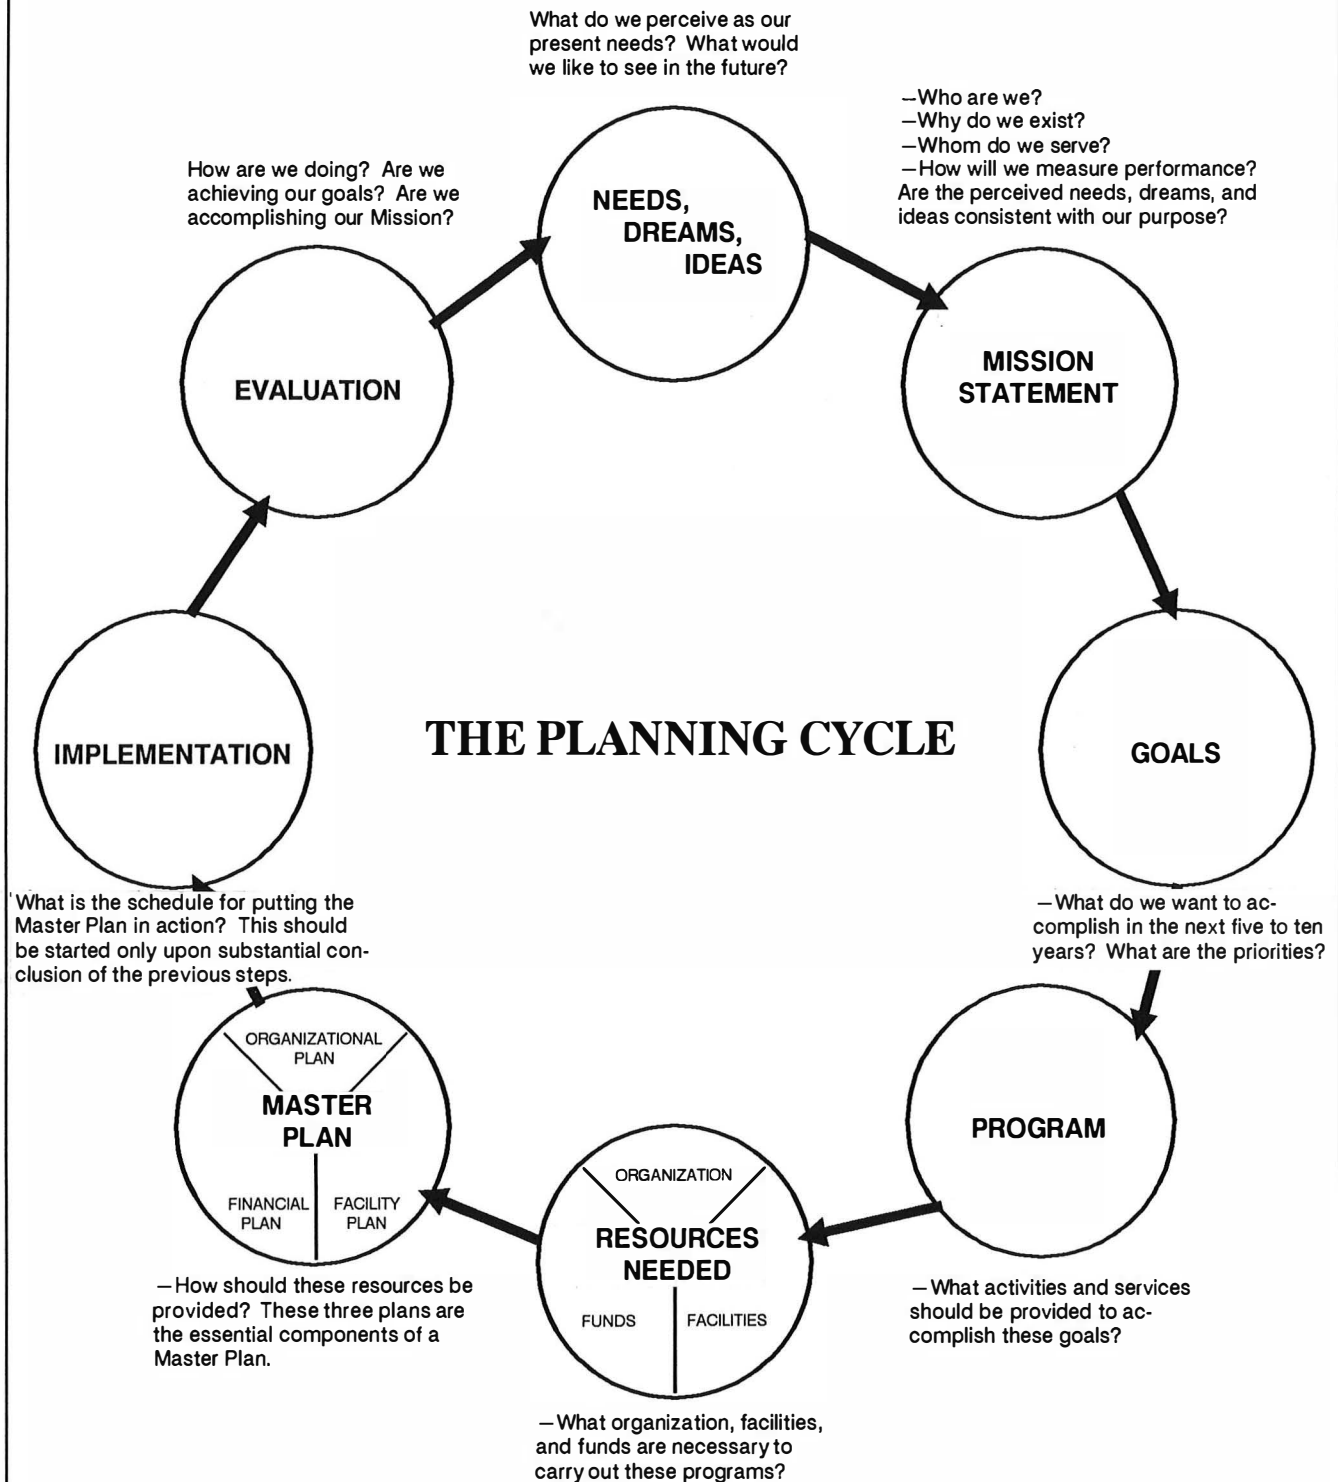 What do we perceive as our
present needs? What would
we like to see in the future?
NEEDS,
DREAMS,
IDEAS
—Who are we?
—Why do we exist?
—Whom do we serve?
—How will we measure performance?
Are the perceived needs, dreams, and
ideas consistent with our purpose?
MISSION
STATEMENT
GOALS
—What do we want to ac-
complish in the next five to ten
years? What are the priorities?
PROGRAM
—What activities and services
should be provided to ac-
complish these goals?
ORGANIZATION
RESOURCES
NEEDED
FUNDS
FACILITIES
—What organization, facilities,
and funds are necessary to
carry out these programs?
ORGANIZATIONAL
PLAN
MASTER
PLAN
FINANCIAL
PLAN
FACILITY
PLAN
—How should these resources be
provided? These three plans are
the essential components of a
Master Plan.
IMPLEMENTATION
What is the schedule for putting the
Master Plan in action? This should
be started only upon substantial con-
clusion of the previous steps.
How are we doing? Are we
achieving our goals? Are we
accomplishing our Mission?
EVALUATION
THE PLANNING CYCLE